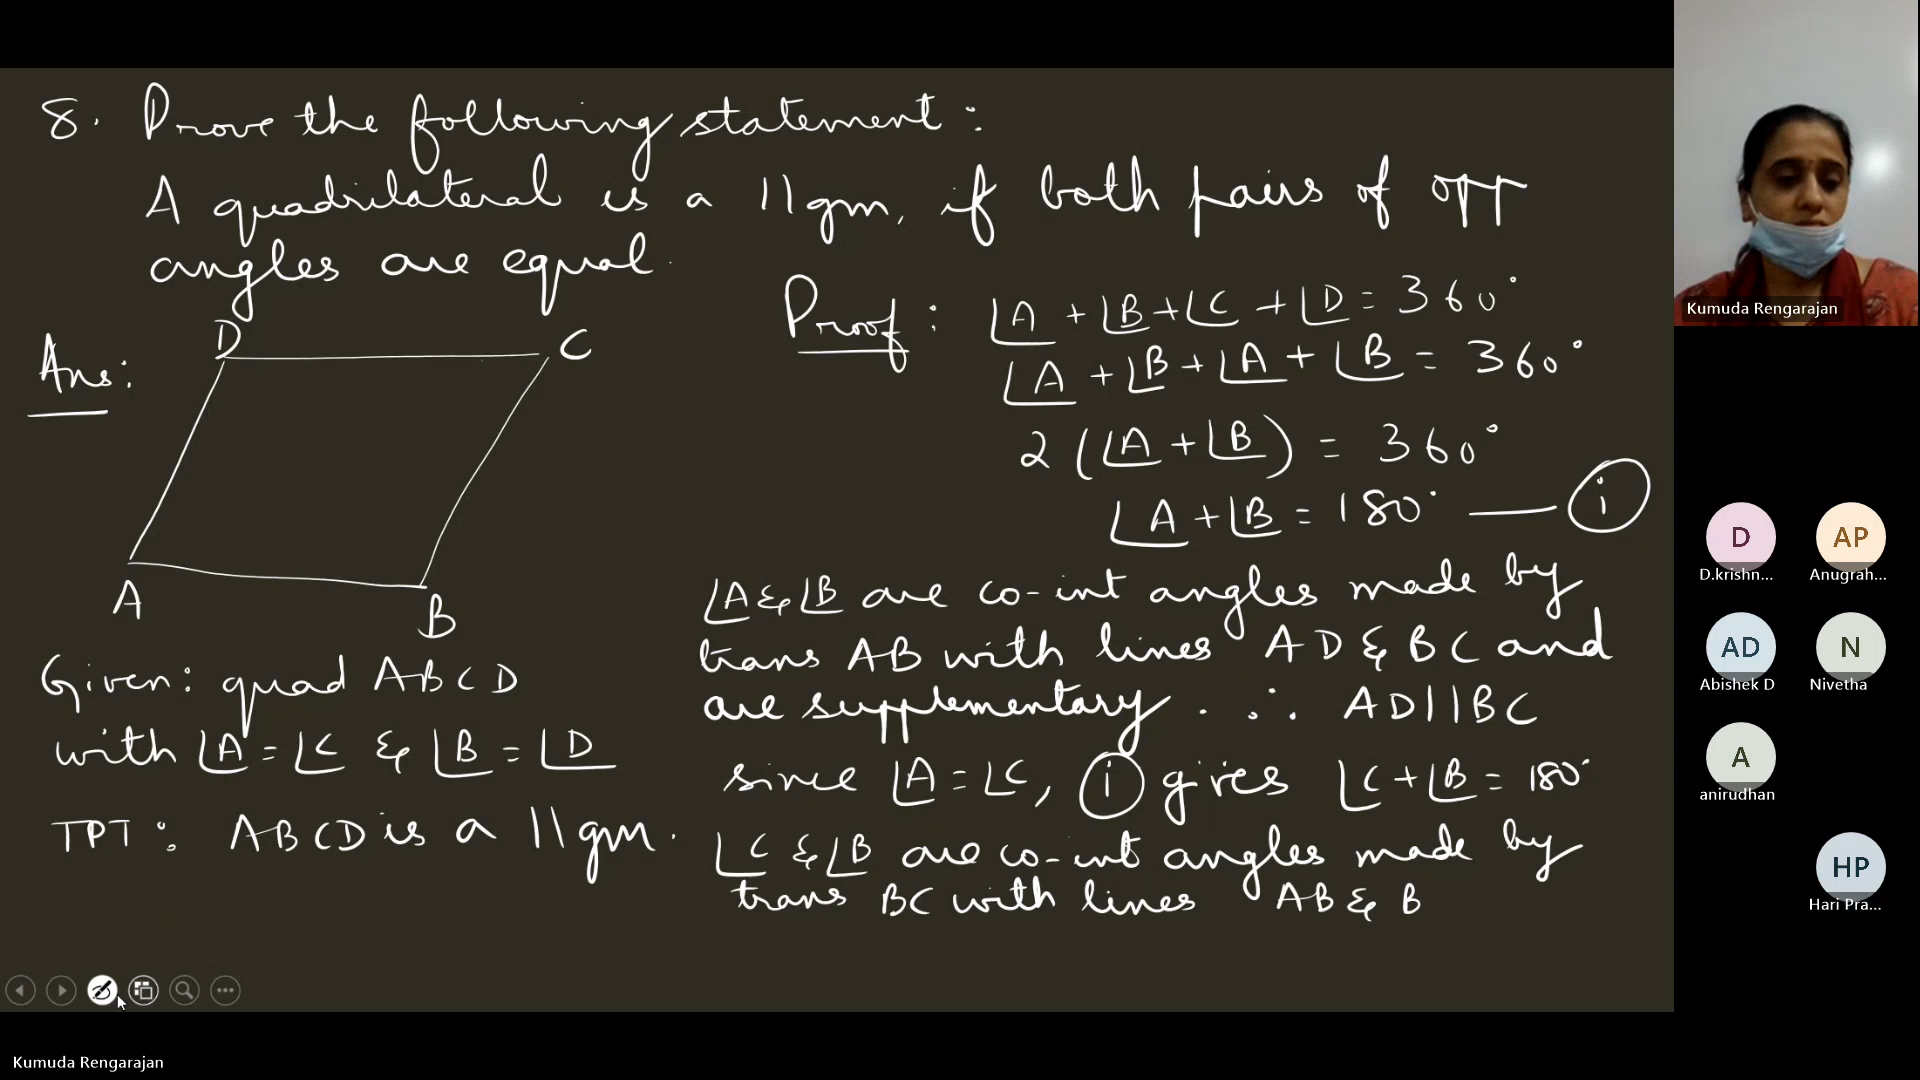 8. Prove the following statement:
A quadrilateral is a ||gm, if both pairs of opp
angles are equal.
Ans:
D C
A B
Given: quad ABCD
with ∠A = ∠C & ∠B = ∠D
TPT: ABCD is a ||gm.
Proof: ∠A + ∠B + ∠C + ∠D = 360°
∠A + ∠B + ∠A + ∠B = 360°
2 (∠A + ∠B) = 360°
∠A + ∠B = 180° — (i)
∠A & ∠B are co-int angles made by
trans AB with lines AD & BC and
are supplementary. ∴ AD||BC
since ∠A = ∠C, (i) gives ∠C + ∠B = 180°
∠C & ∠B are co-int angles made by
trans BC with lines AB & B
Kumuda Rengarajan
D
AP
D.krishn...
Anugrah...
AD
N
Abishek D
Nivetha
A
anirudhan
HP
Hari Pra...
Kumuda Rengarajan